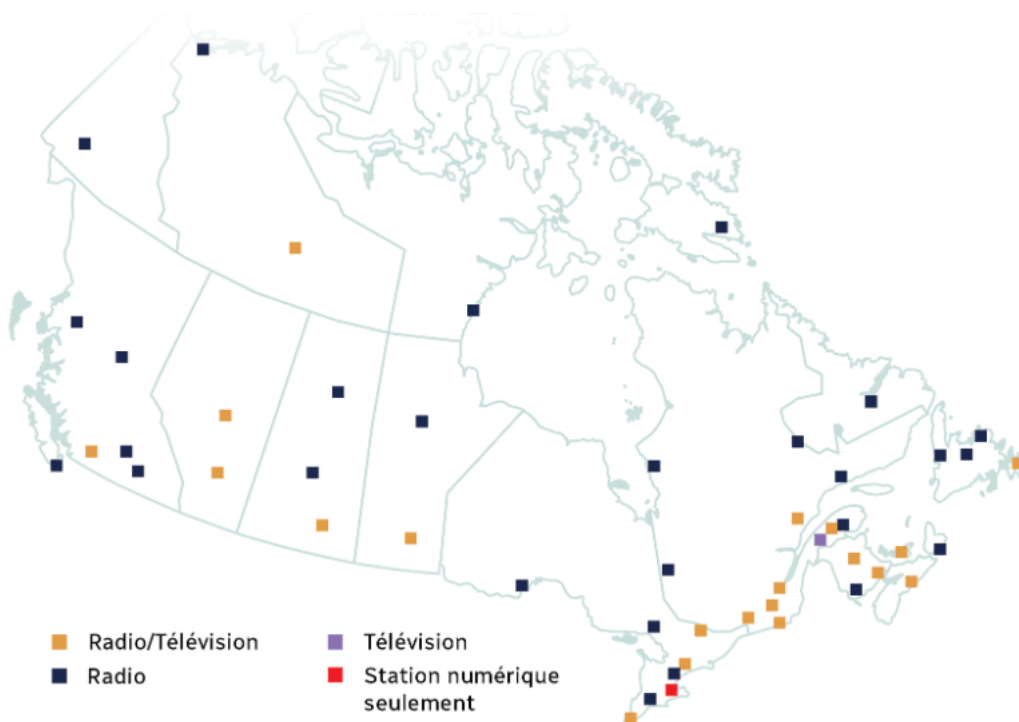 Radio/Télévision
Radio
Télévision
Station numérique
seulement